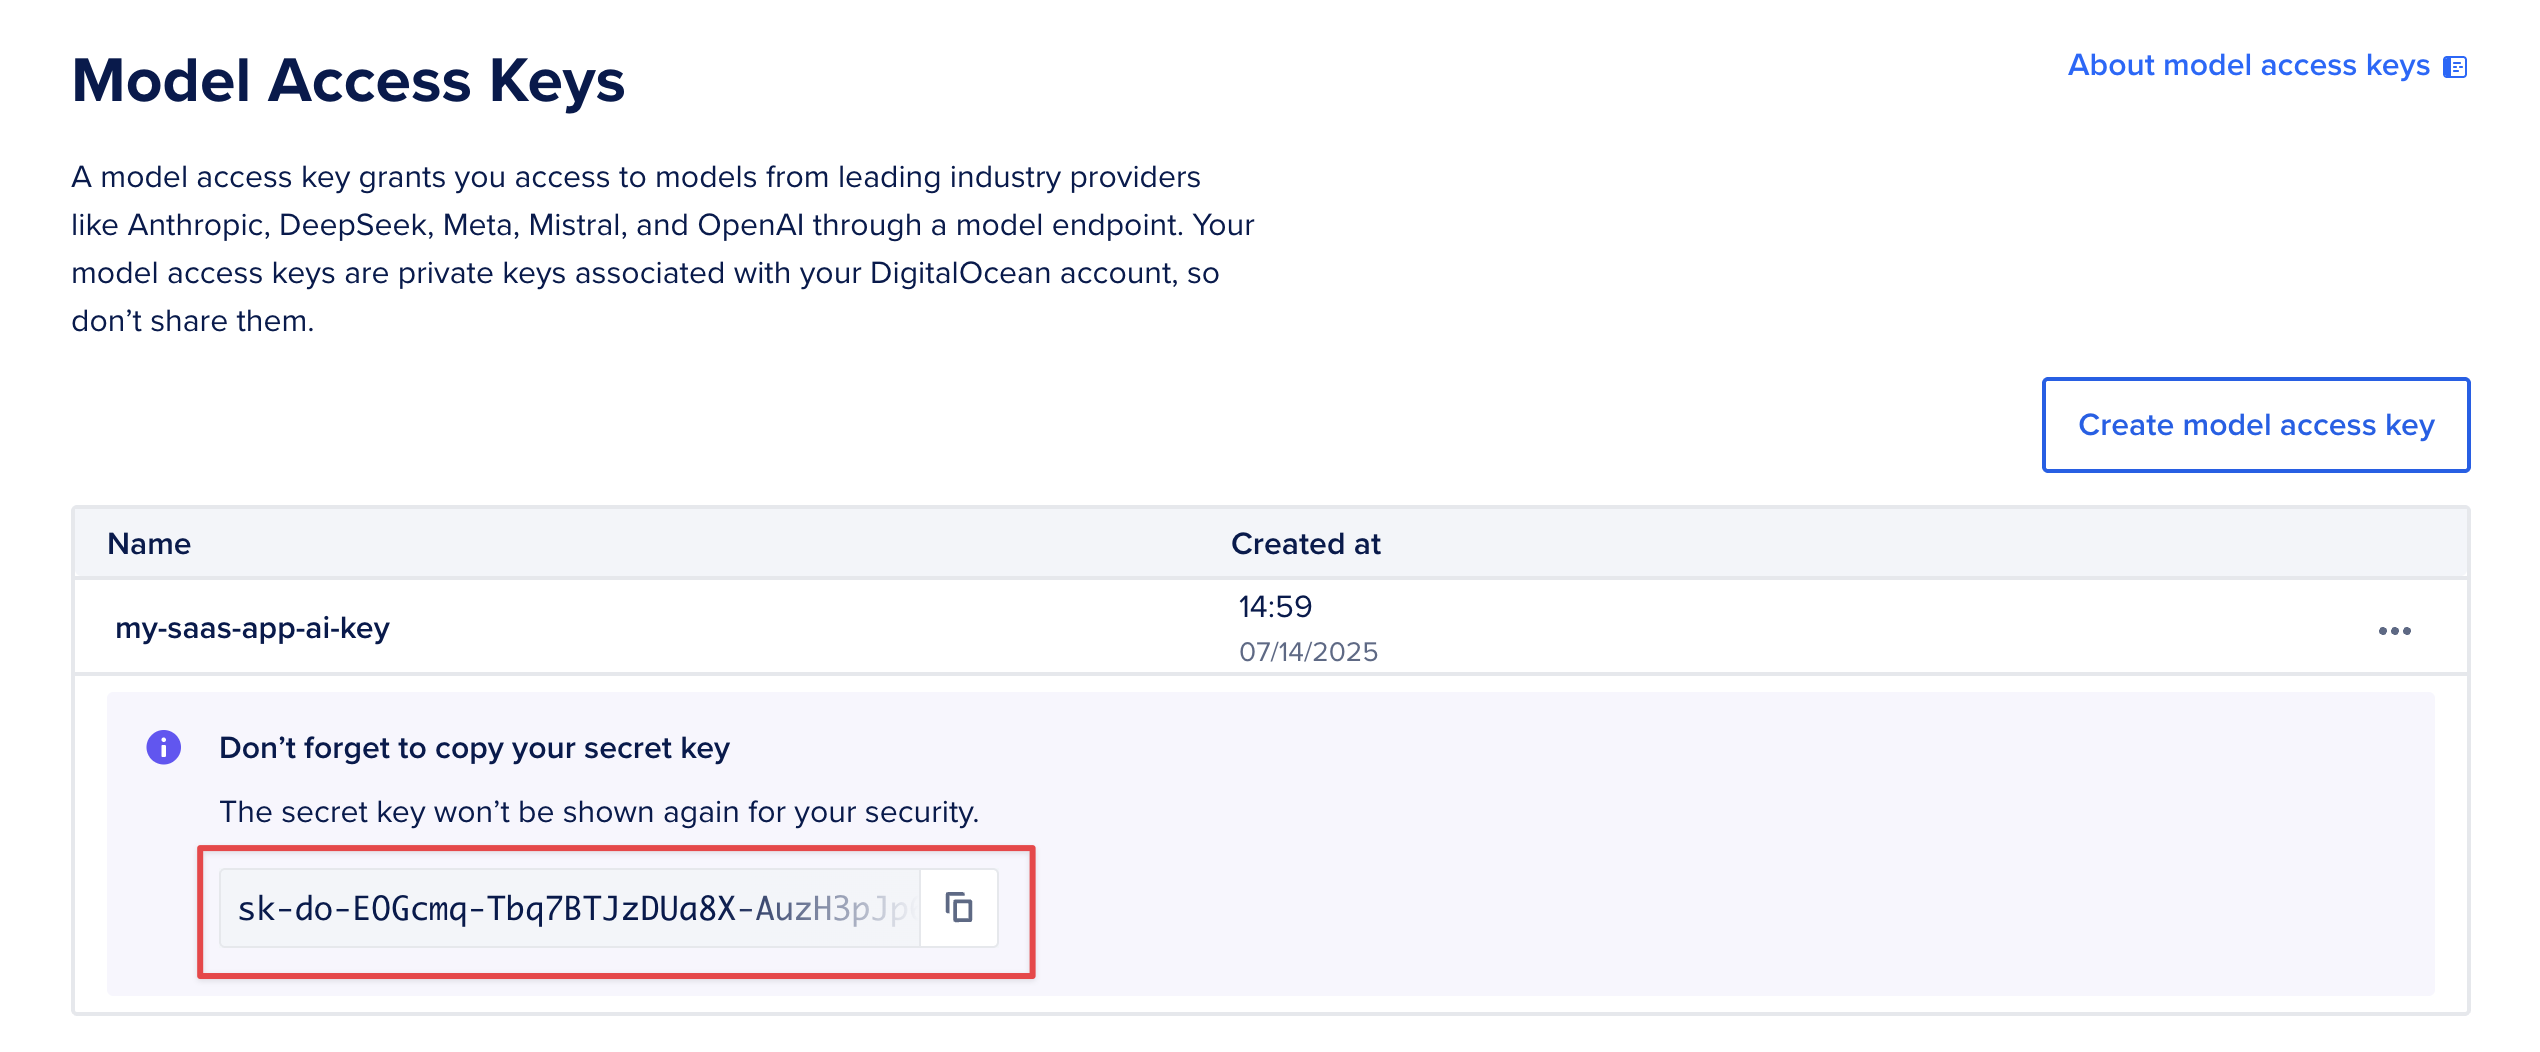 Model Access Keys
About model access keys
A model access key grants you access to models from leading industry providers
like Anthropic, DeepSeek, Meta, Mistral, and OpenAI through a model endpoint. Your
model access keys are private keys associated with your DigitalOcean account, so
don’t share them.
Create model access key
Name Created at
my-saas-app-ai-key
14:59
07/14/2025
Don’t forget to copy your secret key
The secret key won’t be shown again for your security.
sk-do-EOGcmq-Tbq7BTJzDUa8X-AuzH3pJp